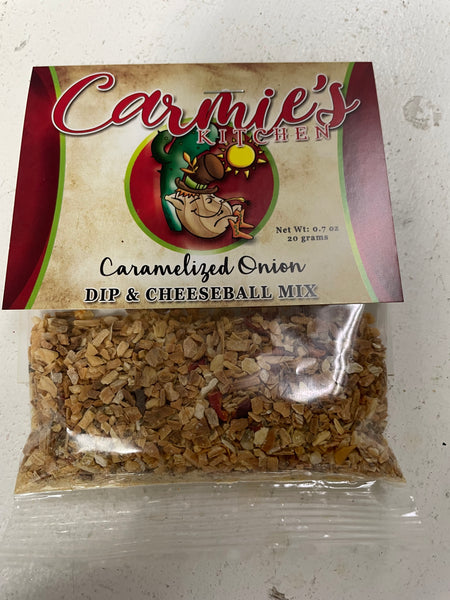 Carmie's
KITCHEN
Net Wt: 0.7 oz
20 grams
Caramelized Onion
DIP & CHEESEBALL MIX